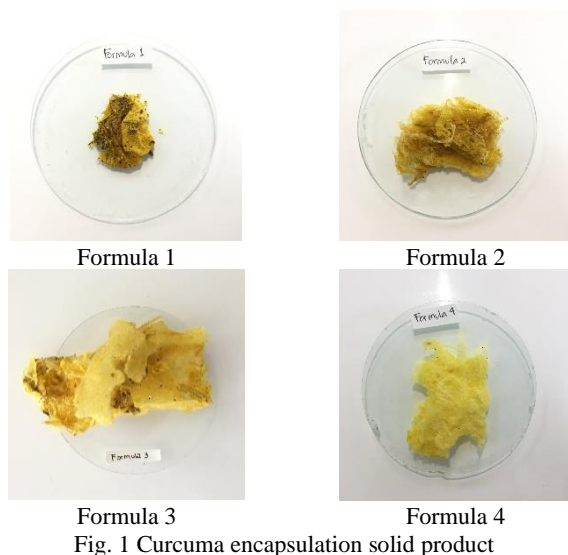 Formula 1
Formula 2
Formula 1
Formula 2
Formula 3
Formula 4
Formula 3
Formula 4
Fig. 1 Curcuma encapsulation solid product